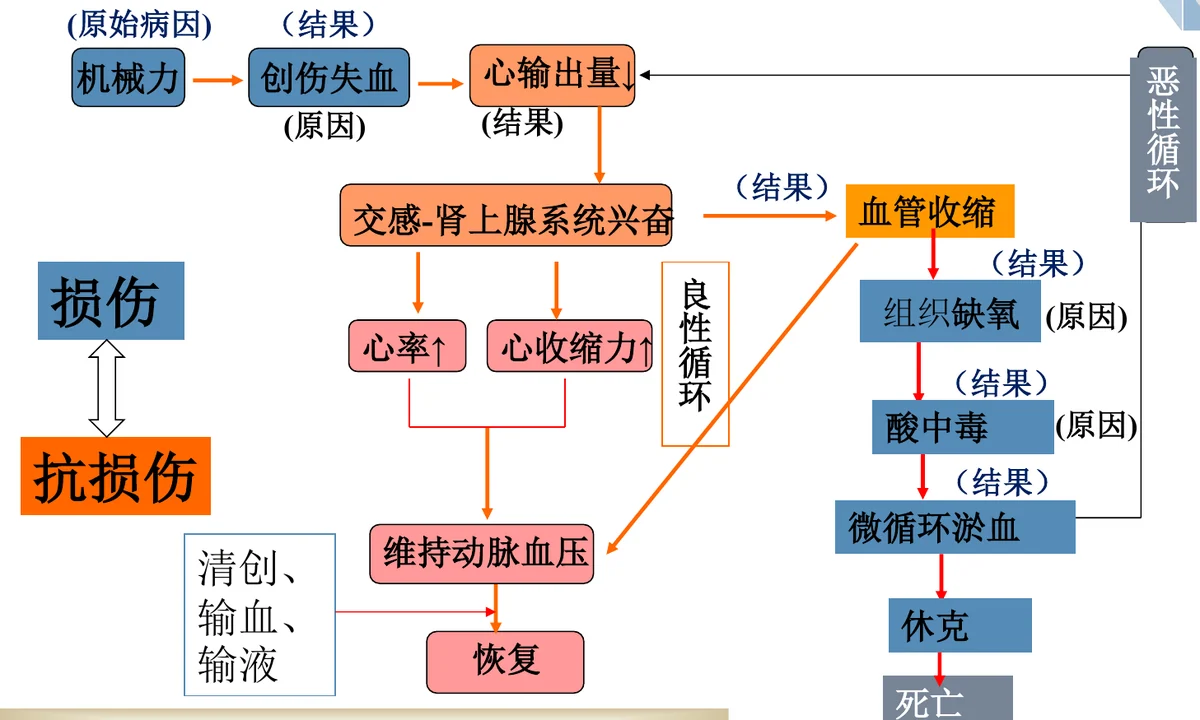 (原始病因)
（结果）
机械力
创伤失血
心输出量↓
(原因)
(结果)
恶性循环
交感-肾上腺系统兴奋
（结果）
血管收缩
（结果）
损伤
组织缺氧
(原因)
良性循环
心率↑
心收缩力↑
（结果）
酸中毒
(原因)
抗损伤
（结果）
微循环淤血
维持动脉血压
清创、
输血、
输液
休克
恢复
死亡